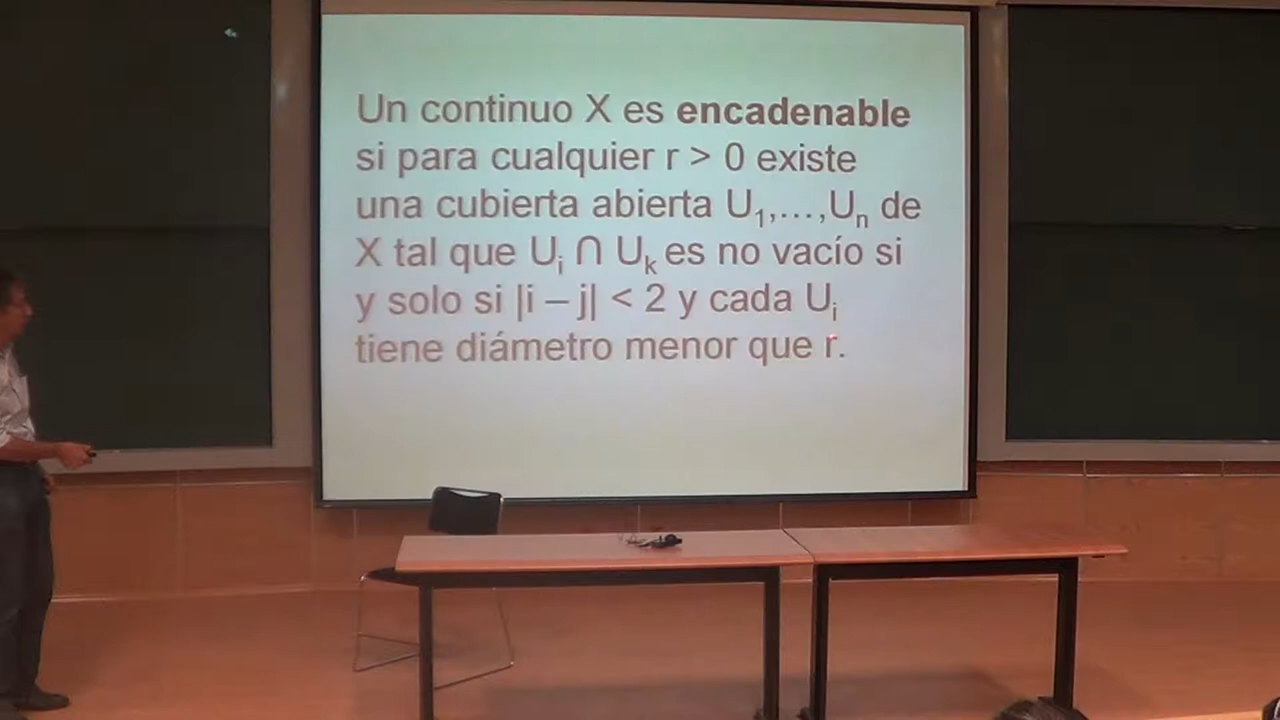 Un continuo X es encadenable
si para cualquier r > 0 existe
una cubierta abierta U₁,...,Uₙ de
X tal que Uᵢ ∩ Uₖ es no vacío si
y solo si |i – j| < 2 y cada Uᵢ
tiene diámetro menor que r.